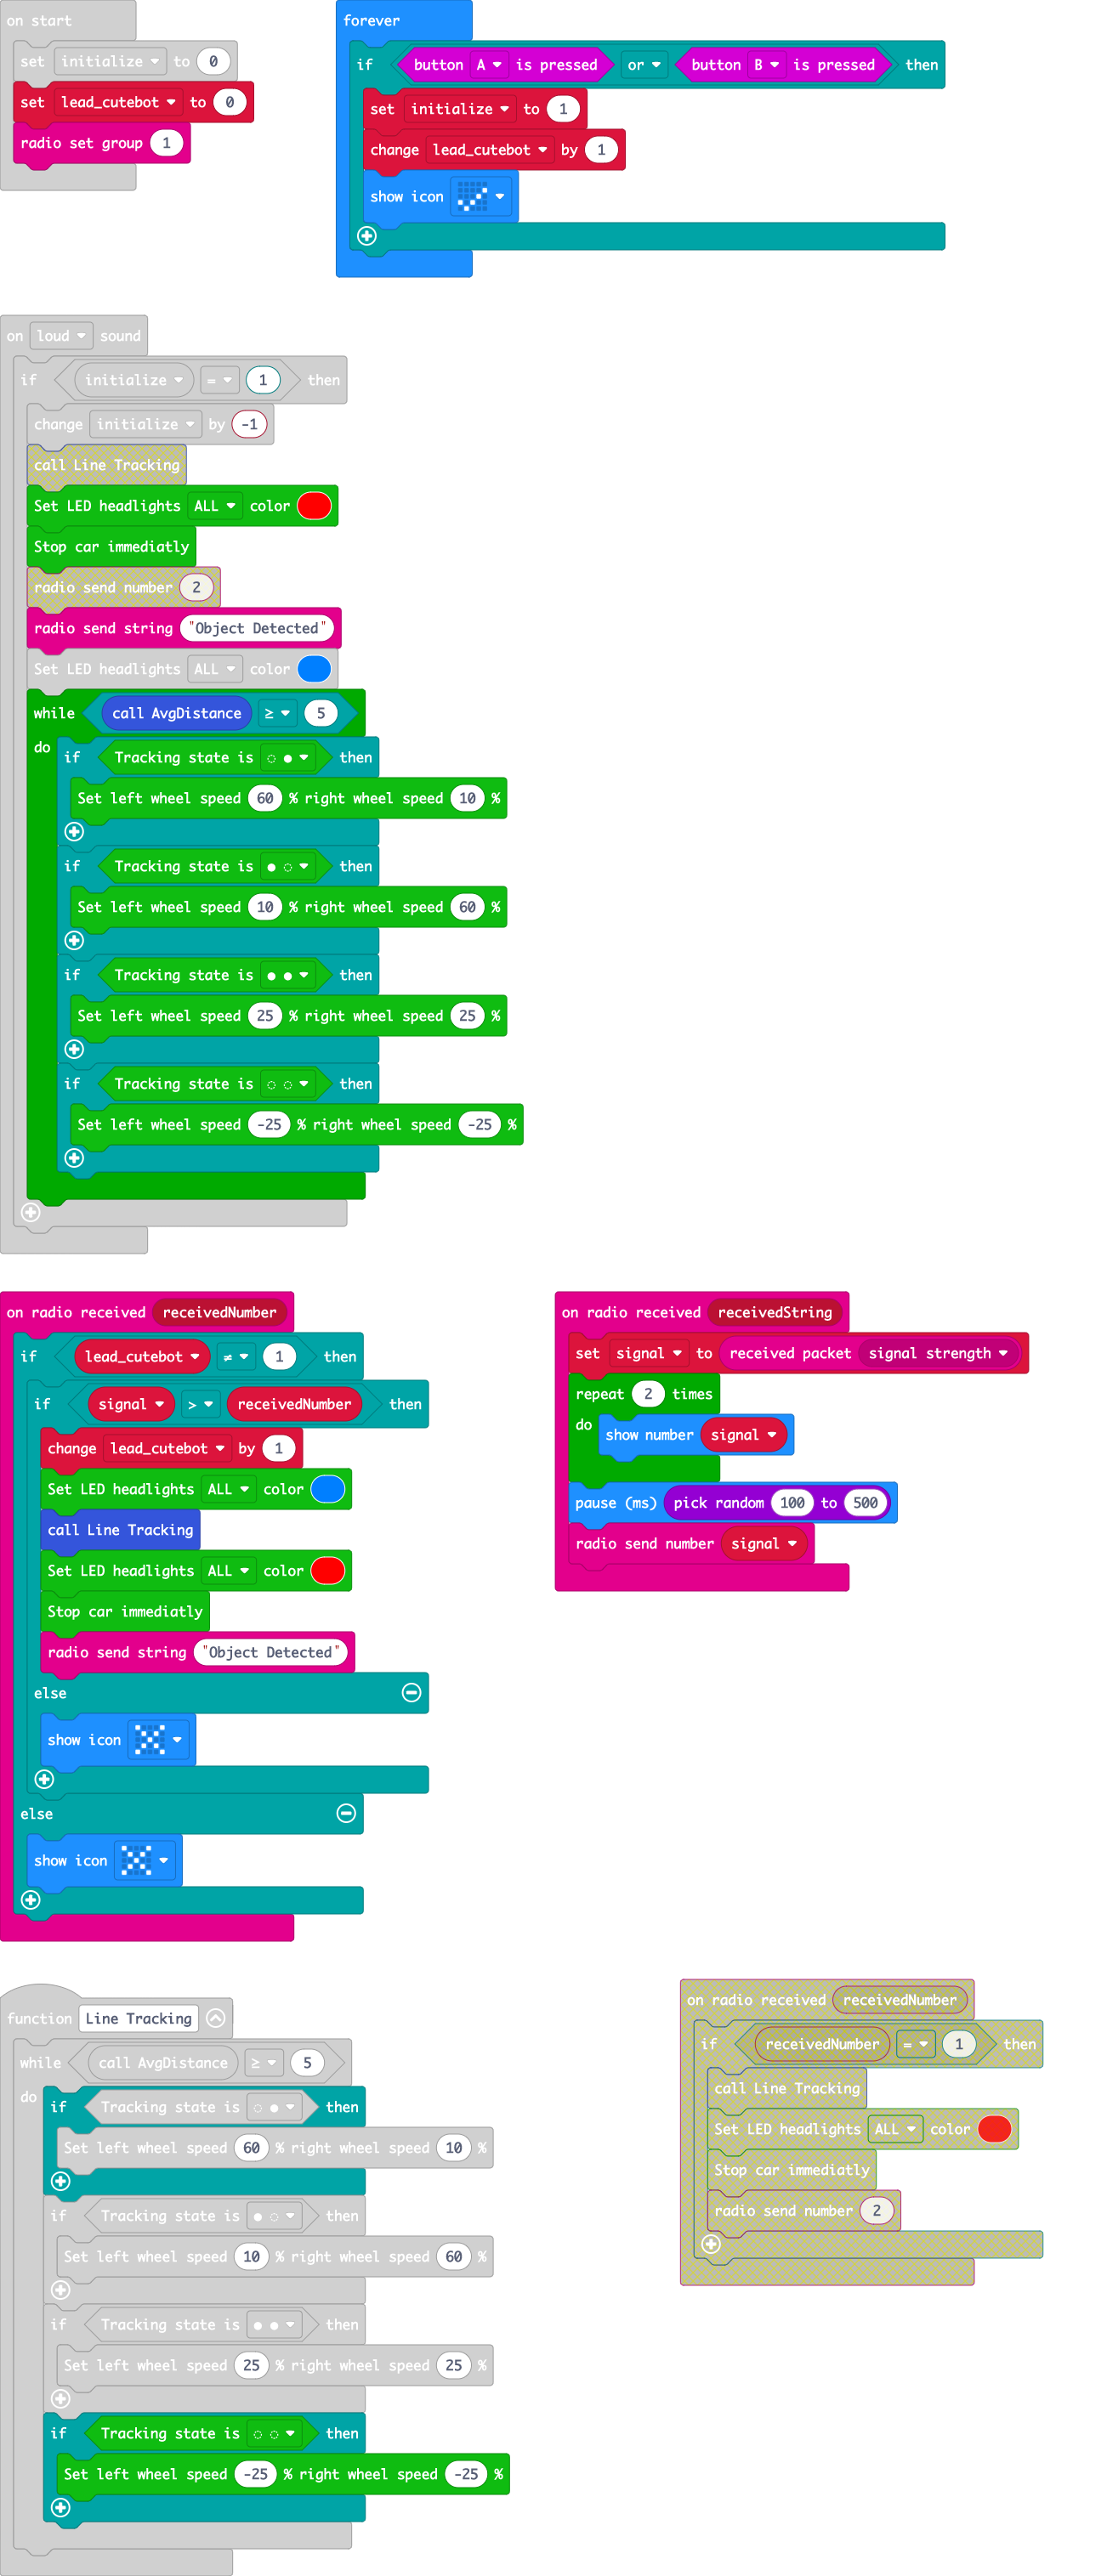 on start
set initialize to 0
set lead_cutebot to 0
radio set group 1
forever
if button A is pressed or button B is pressed then
set initialize to 1
change lead_cutebot by 1
show icon
on loud sound
if initialize = 1 then
change initialize by -1
call Line Tracking
Set LED headlights ALL color
Stop car immediatly
radio send number 2
radio send string "Object Detected"
Set LED headlights ALL color
while call AvgDistance ≥ 5
do if Tracking state is ◌ ● then
Set left wheel speed 60 % right wheel speed 10 %
if Tracking state is ● ◌ then
Set left wheel speed 10 % right wheel speed 60 %
if Tracking state is ● ● then
Set left wheel speed 25 % right wheel speed 25 %
if Tracking state is ◌ ◌ then
Set left wheel speed -25 % right wheel speed -25 %
on radio received receivedNumber
if lead_cutebot ≠ 1 then
if signal > receivedNumber then
change lead_cutebot by 1
Set LED headlights ALL color
call Line Tracking
Set LED headlights ALL color
Stop car immediatly
radio send string "Object Detected"
else
show icon
else
show icon
on radio received receivedString
set signal to received packet signal strength
repeat 2 times
do show number signal
pause (ms) pick random 100 to 500
radio send number signal
function Line Tracking
while call AvgDistance ≥ 5
do if Tracking state is ◌ ● then
Set left wheel speed 60 % right wheel speed 10 %
if Tracking state is ● ◌ then
Set left wheel speed 10 % right wheel speed 60 %
if Tracking state is ● ● then
Set left wheel speed 25 % right wheel speed 25 %
if Tracking state is ◌ ◌ then
Set left wheel speed -25 % right wheel speed -25 %
on radio received receivedNumber
if receivedNumber = 1 then
call Line Tracking
Set LED headlights ALL color
Stop car immediatly
radio send number 2